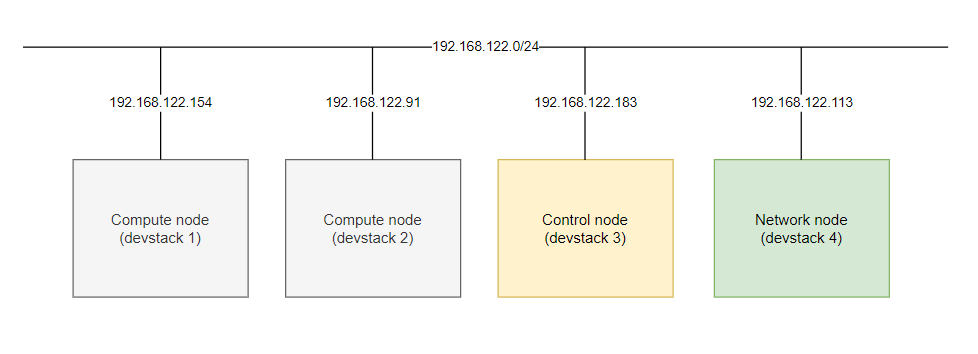 192.168.122.0/24
192.168.122.154
192.168.122.91
192.168.122.183
192.168.122.113
Compute node
(devstack 1)
Compute node
(devstack 2)
Control node
(devstack 3)
Network node
(devstack 4)